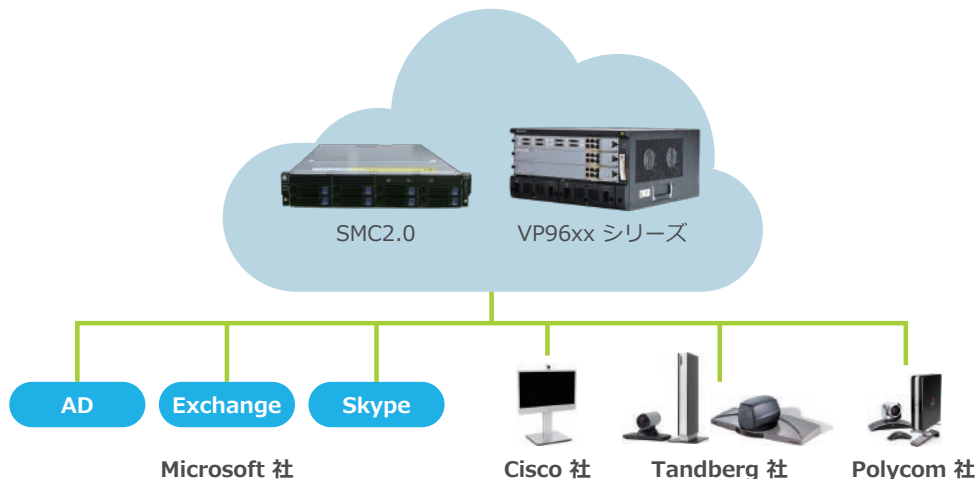 SMC2.0
VP96xx シリーズ
AD
Exchange
Skype
Microsoft 社
Cisco 社
Tandberg 社
Polycom 社